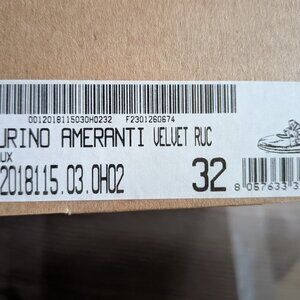 0012018115030H0232 F2301260674
URINO AMERANTI VELVET RUC
UX
2018115.03.0H02 32
8 057633 3